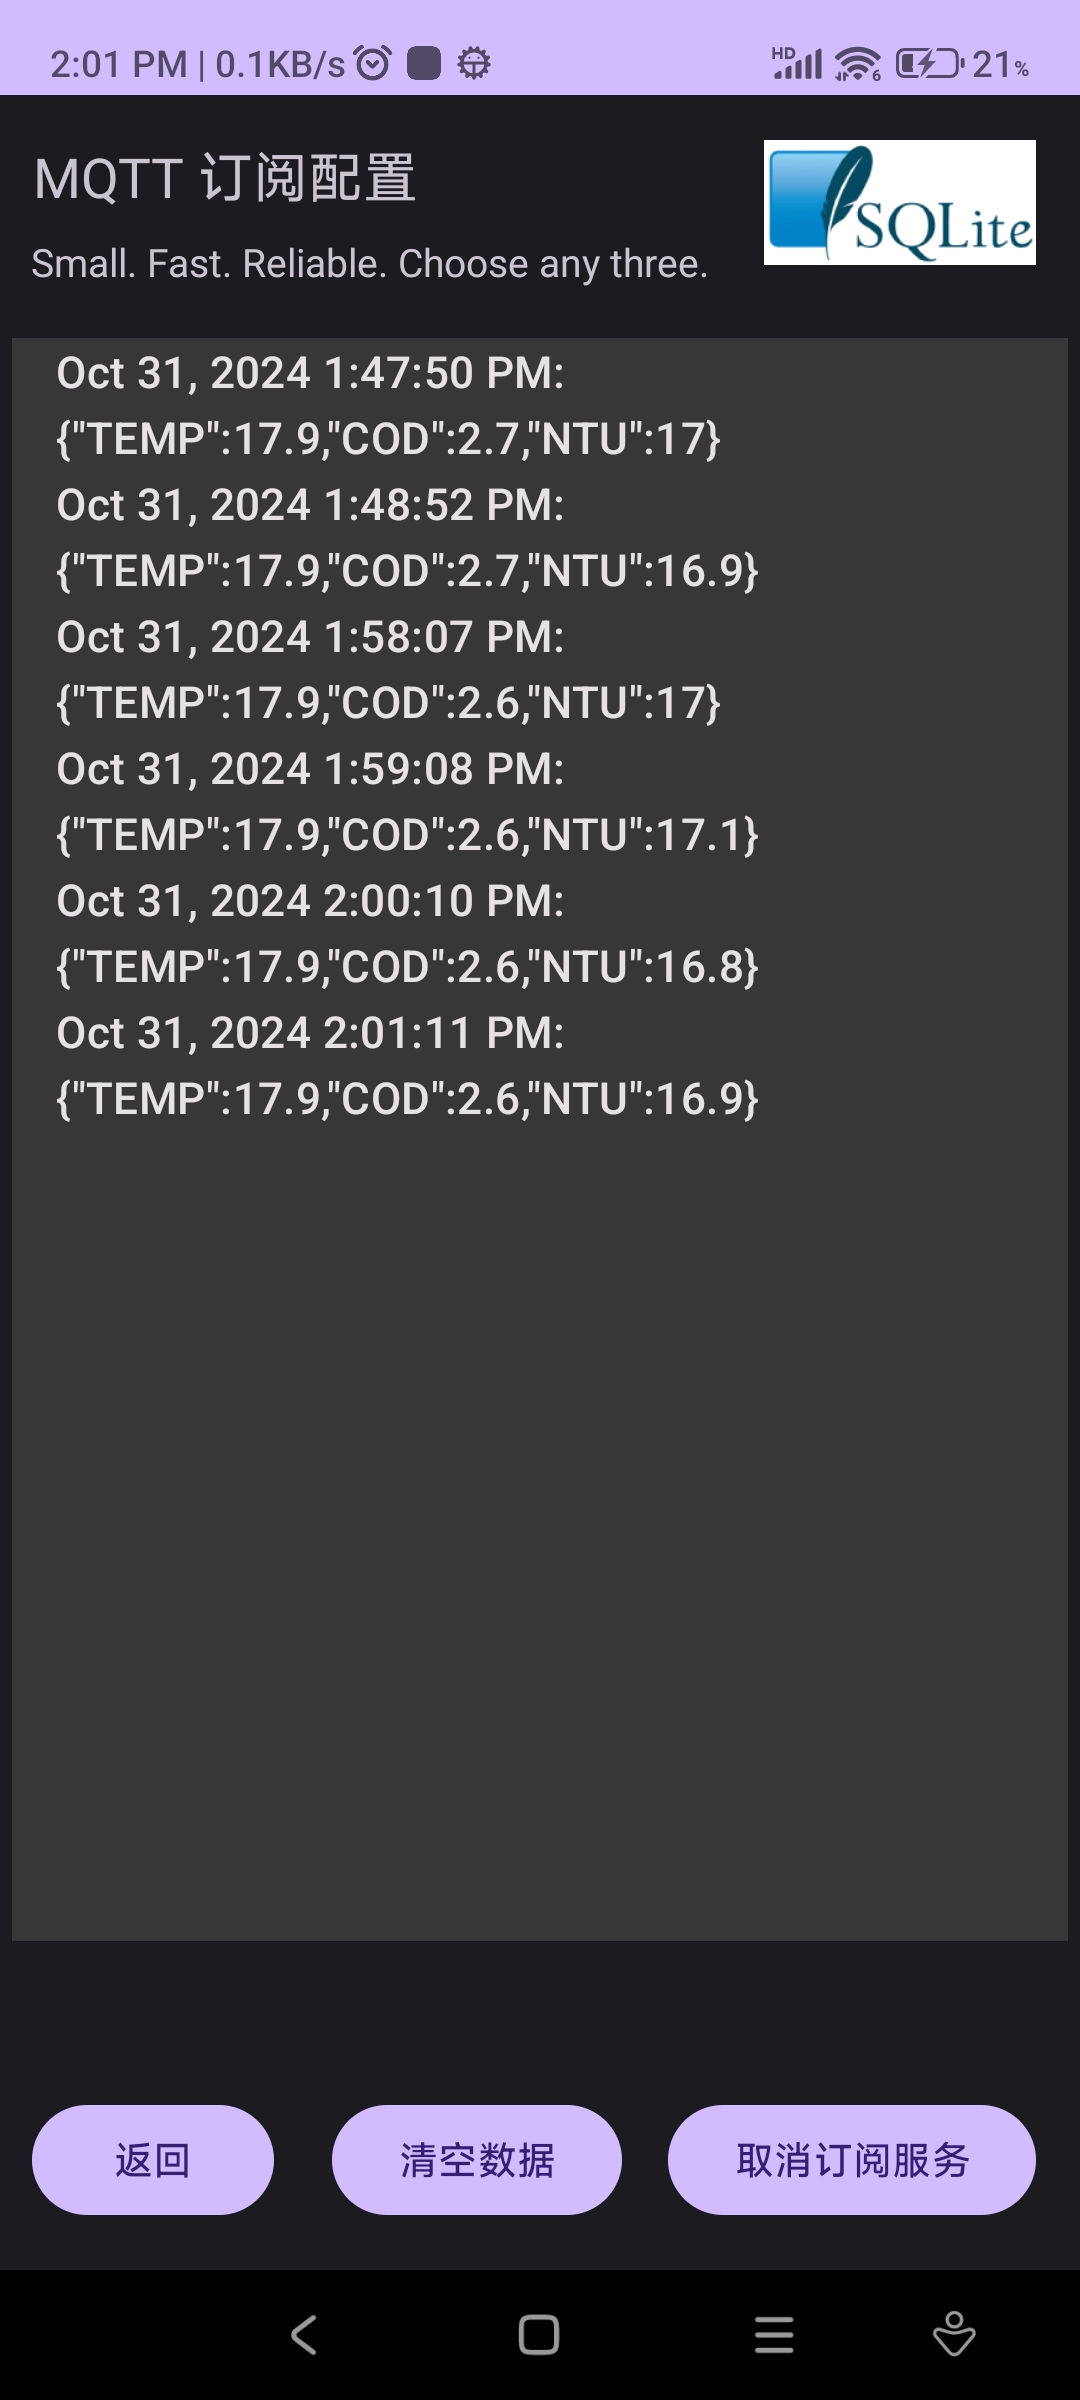 2:01 PM | 0.1KB/s
HD
6
21%
MQTT 订阅配置
SQLite
Small. Fast. Reliable. Choose any three.
Oct 31, 2024 1:47:50 PM:
{"TEMP":17.9,"COD":2.7,"NTU":17}
Oct 31, 2024 1:48:52 PM:
{"TEMP":17.9,"COD":2.7,"NTU":16.9}
Oct 31, 2024 1:58:07 PM:
{"TEMP":17.9,"COD":2.6,"NTU":17}
Oct 31, 2024 1:59:08 PM:
{"TEMP":17.9,"COD":2.6,"NTU":17.1}
Oct 31, 2024 2:00:10 PM:
{"TEMP":17.9,"COD":2.6,"NTU":16.8}
Oct 31, 2024 2:01:11 PM:
{"TEMP":17.9,"COD":2.6,"NTU":16.9}
返回
清空数据
取消订阅服务